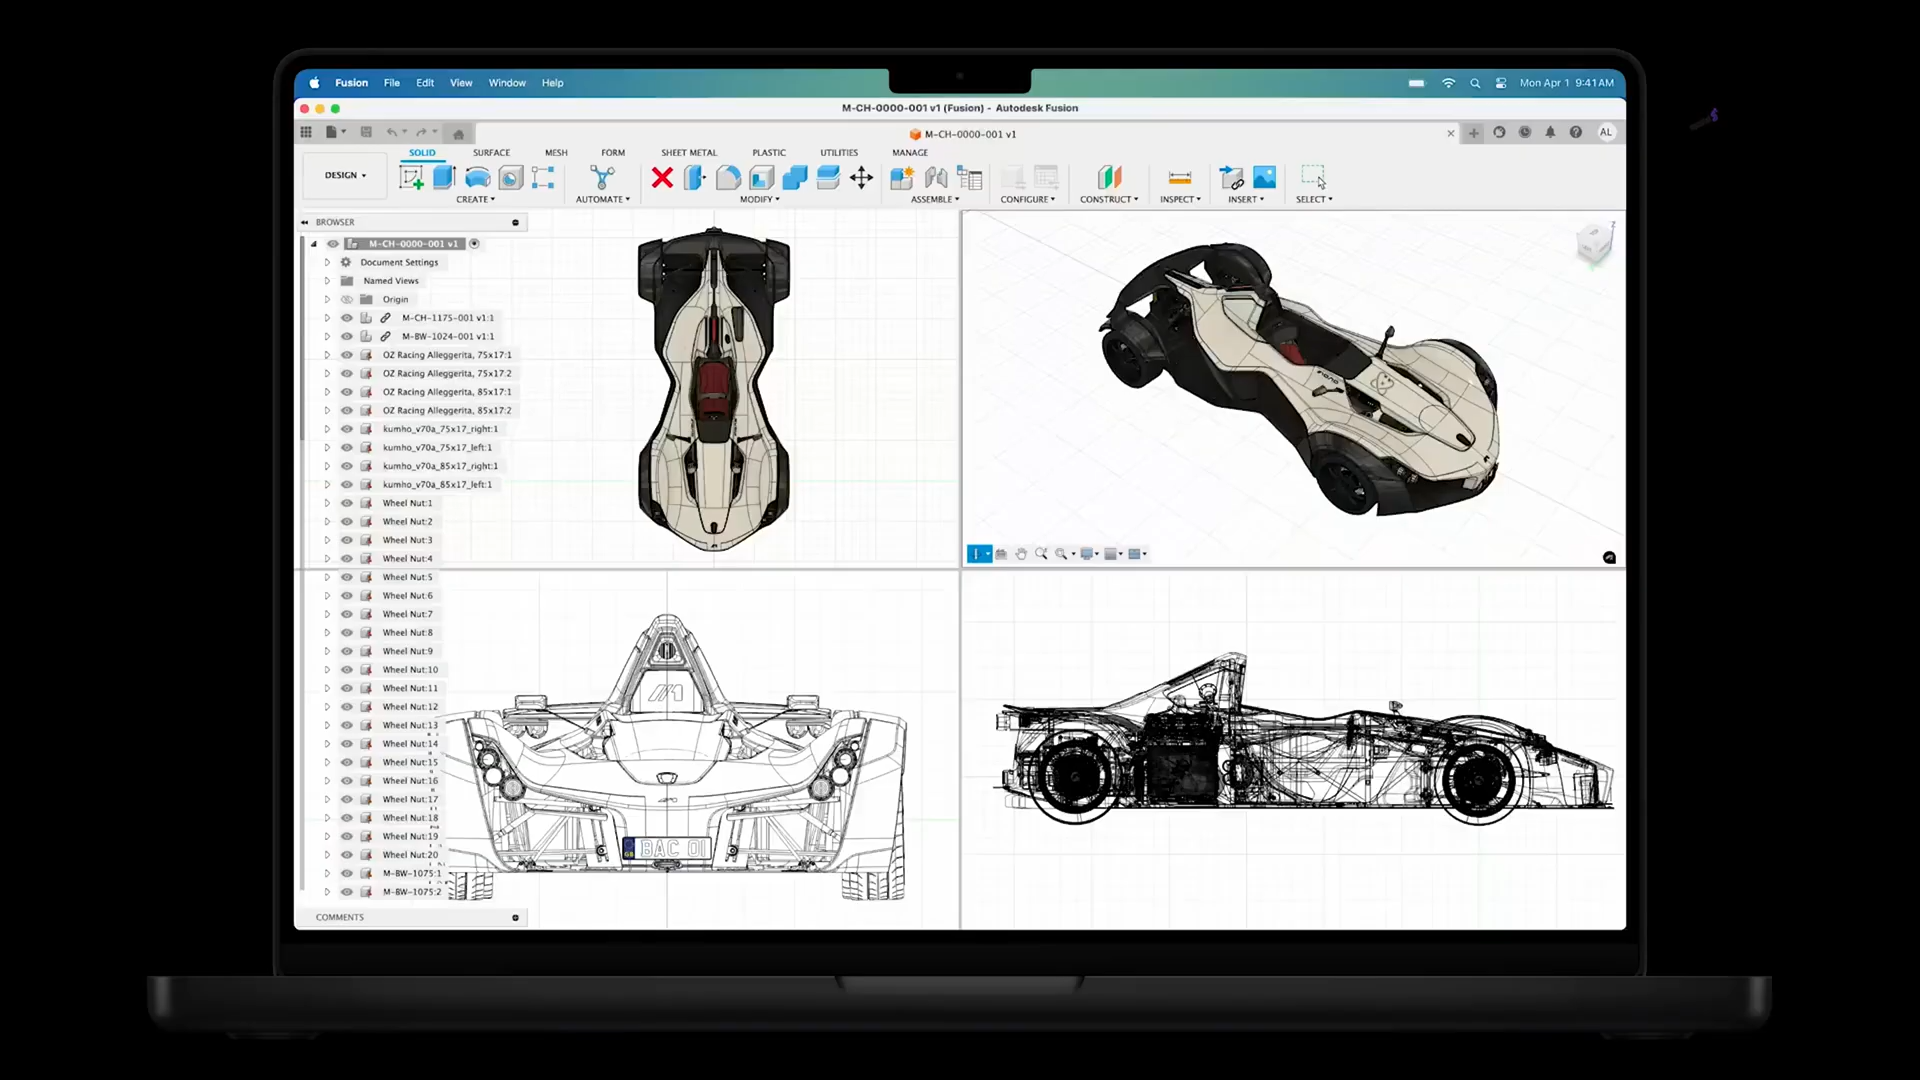 Fusion File Edit View Window Help Mon Apr 1 9:41AM
M-CH-0000-001 v1 (Fusion) - Autodesk Fusion
M-CH-0000-001 v1 AL
SOLID SURFACE MESH FORM SHEET METAL PLASTIC UTILITIES MANAGE
DESIGN
CREATE AUTOMATE MODIFY ASSEMBLE CONFIGURE CONSTRUCT INSPECT INSERT SELECT
BROWSER
M-CH-0000-001 v1
Document Settings
Named Views
Origin
M-CH-1175-001 v1:1
M-BW-1024-001 v1:1
OZ Racing Alleggerita, 75x17:1
OZ Racing Alleggerita, 75x17:2
OZ Racing Alleggerita, 85x17:1
OZ Racing Alleggerita, 85x17:2
kumho_v70a_75x17_right:1
kumho_v70a_75x17_left:1
kumho_v70a_85x17_right:1
kumho_v70a_85x17_left:1
Wheel Nut:1
Wheel Nut:2
Wheel Nut:3
Wheel Nut:4
Wheel Nut:5
Wheel Nut:6
Wheel Nut:7
Wheel Nut:8
Wheel Nut:9
Wheel Nut:10
Wheel Nut:11
Wheel Nut:12
Wheel Nut:13
Wheel Nut:14
Wheel Nut:15
Wheel Nut:16
Wheel Nut:17
Wheel Nut:18
Wheel Nut:19
Wheel Nut:20
M-BW-1075:1
M-BW-1075:2
BAC 01
COMMENTS